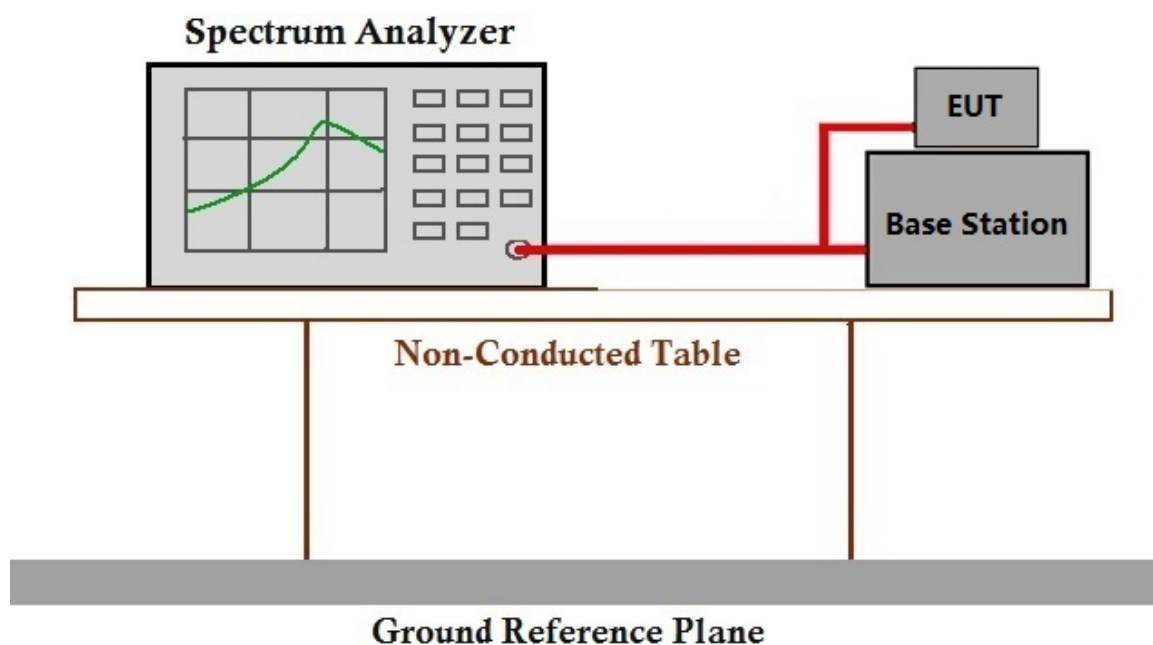 Spectrum Analyzer
EUT
Base Station
Non-Conducted Table
Ground Reference Plane